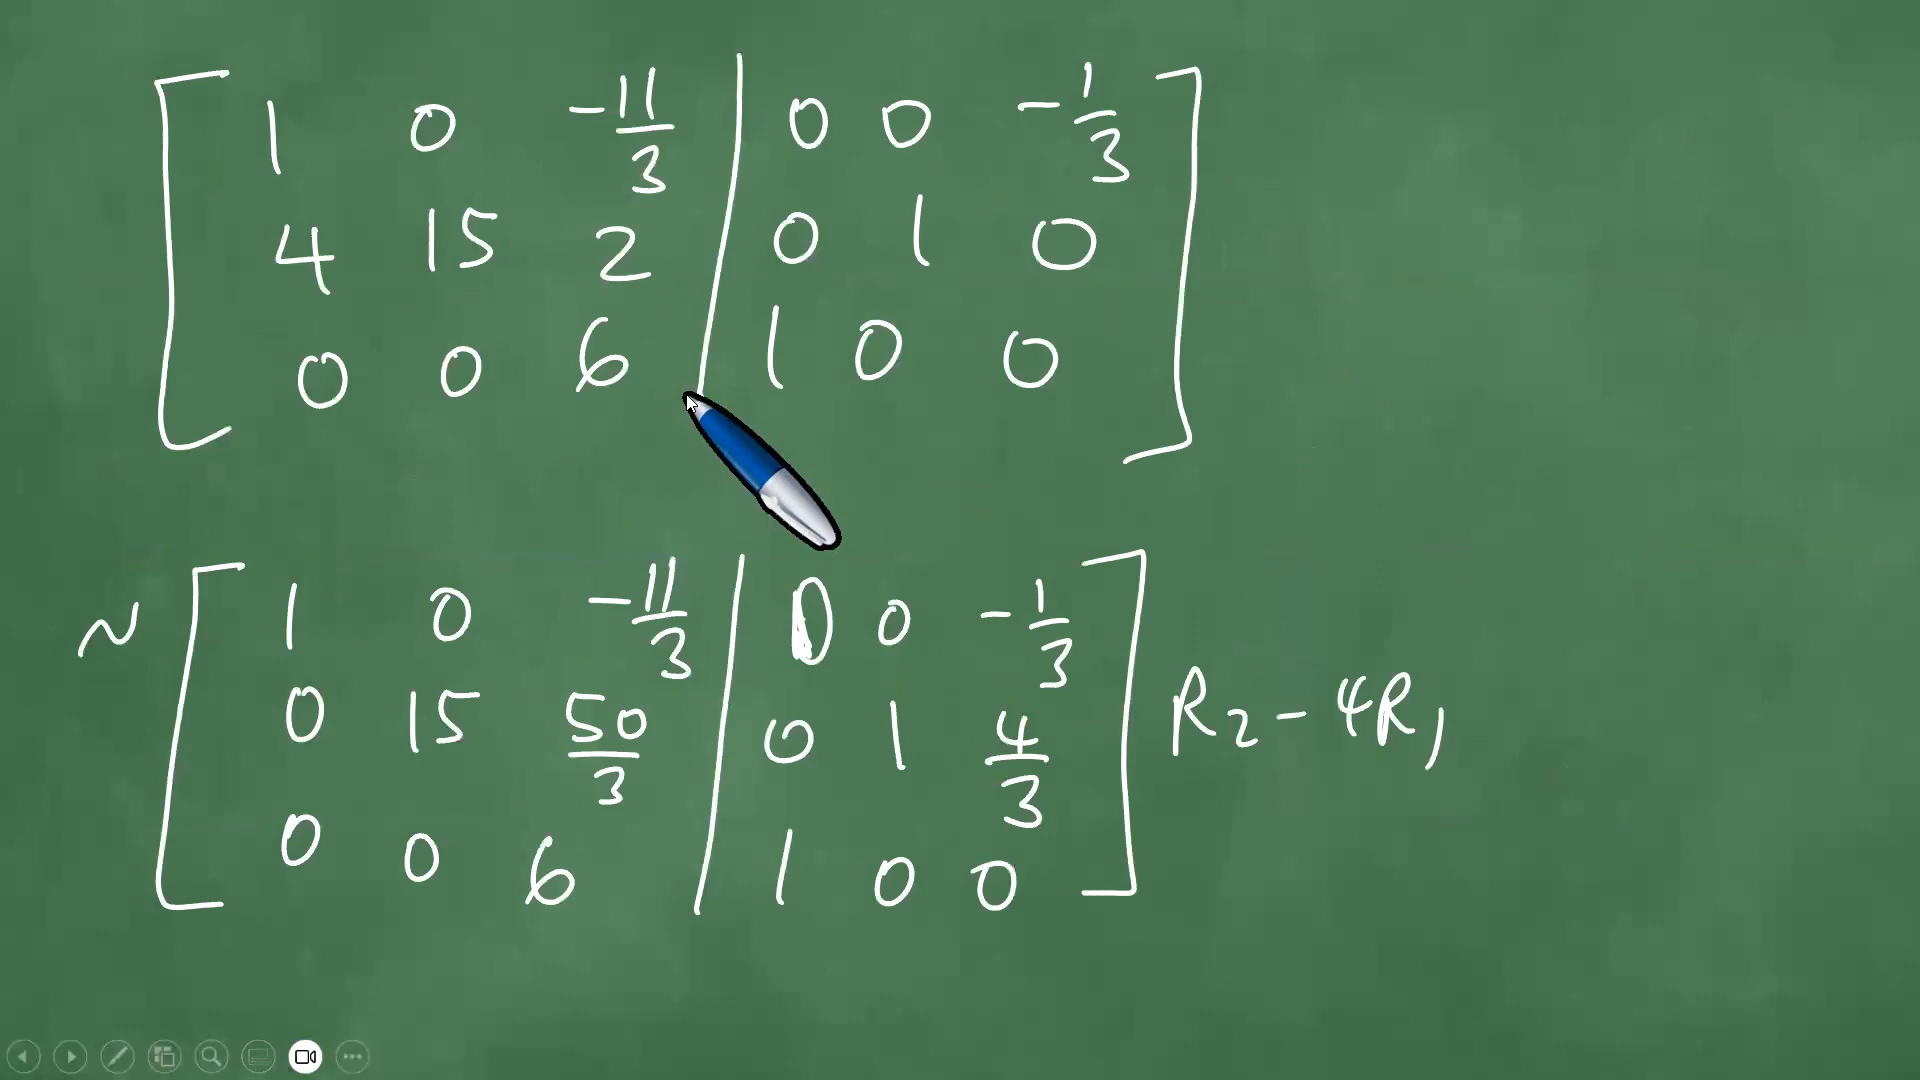 1 0 -11/3 | 0 0 -1/3
4 15 2 | 0 1 0
0 0 6 | 1 0 0
~ 1 0 -11/3 | 0 0 -1/3
0 15 50/3 | 0 1 4/3 R2 - 4R1
0 0 6 | 1 0 0